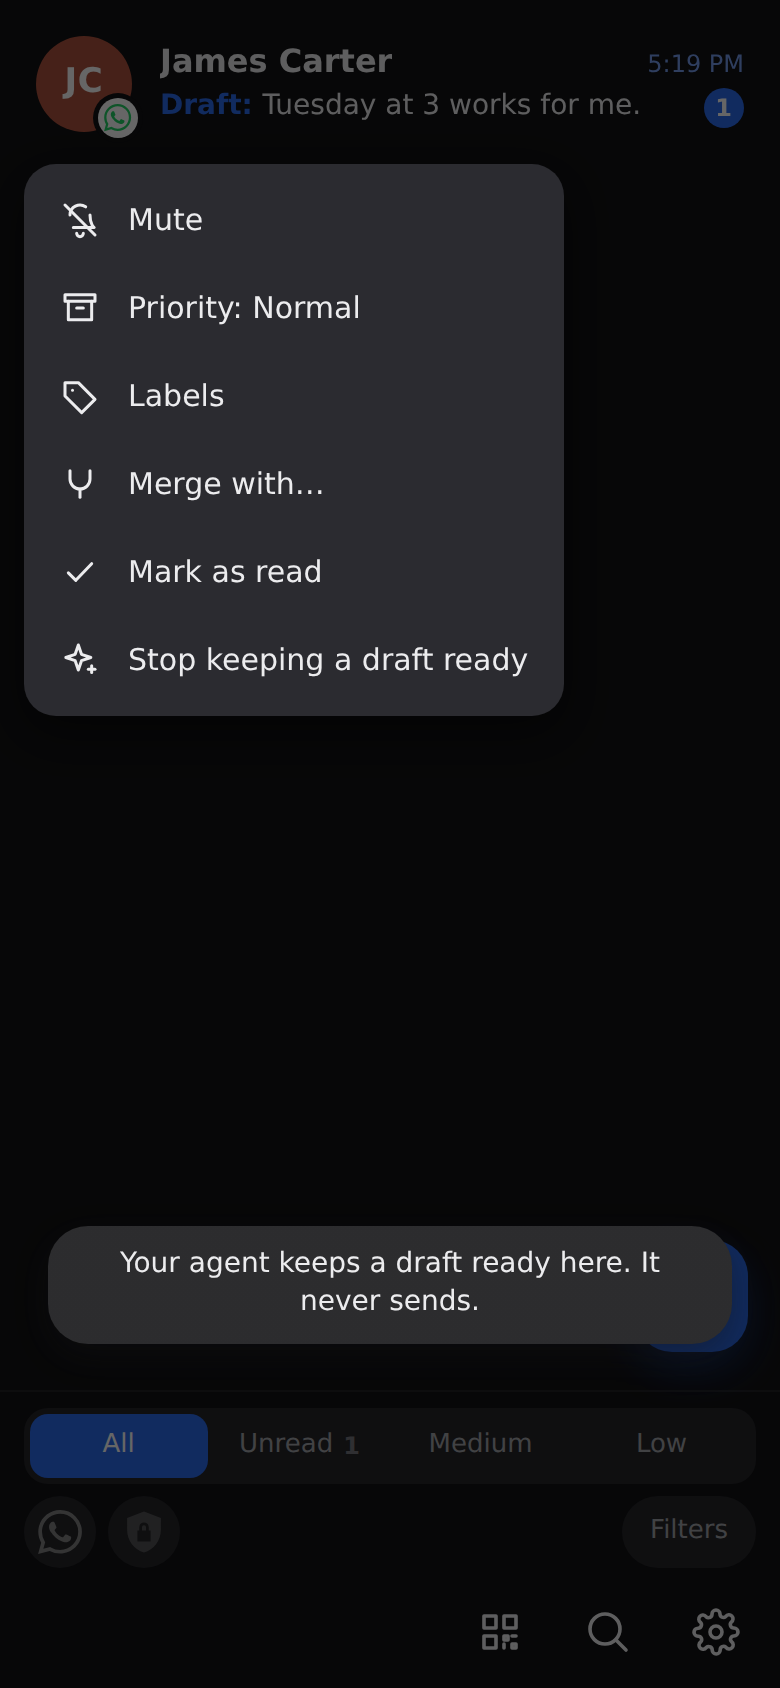 JC
James Carter
5:19 PM
Draft: Tuesday at 3 works for me.
1
Mute
Priority: Normal
Labels
Merge with...
Mark as read
Stop keeping a draft ready
Your agent keeps a draft ready here. It
never sends.
All
Unread 1
Medium
Low
Filters